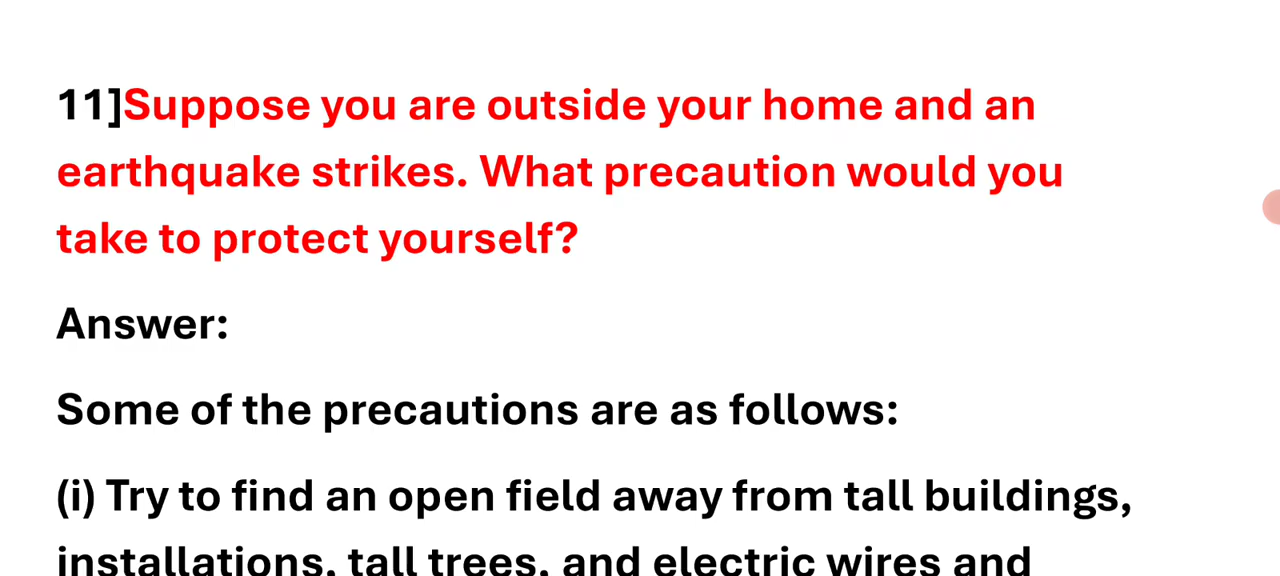 11]Suppose you are outside your home and an
earthquake strikes. What precaution would you
take to protect yourself?
Answer:
Some of the precautions are as follows:
(i) Try to find an open field away from tall buildings,
installations, tall trees, and electric wires and